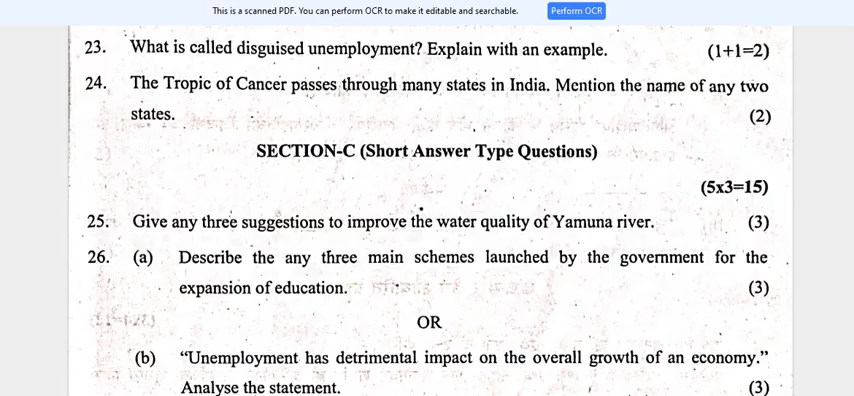 This is a scanned PDF. You can perform OCR to make it editable and searchable. Perform OCR
23. What is called disguised unemployment? Explain with an example. (1+1=2)
24. The Tropic of Cancer passes through many states in India. Mention the name of any two
states. (2)
SECTION-C (Short Answer Type Questions)
(5x3=15)
25. Give any three suggestions to improve the water quality of Yamuna river. (3)
26. (a) Describe the any three main schemes launched by the government for the
expansion of education. (3)
OR
(b) “Unemployment has detrimental impact on the overall growth of an economy.”
Analyse the statement. (3)